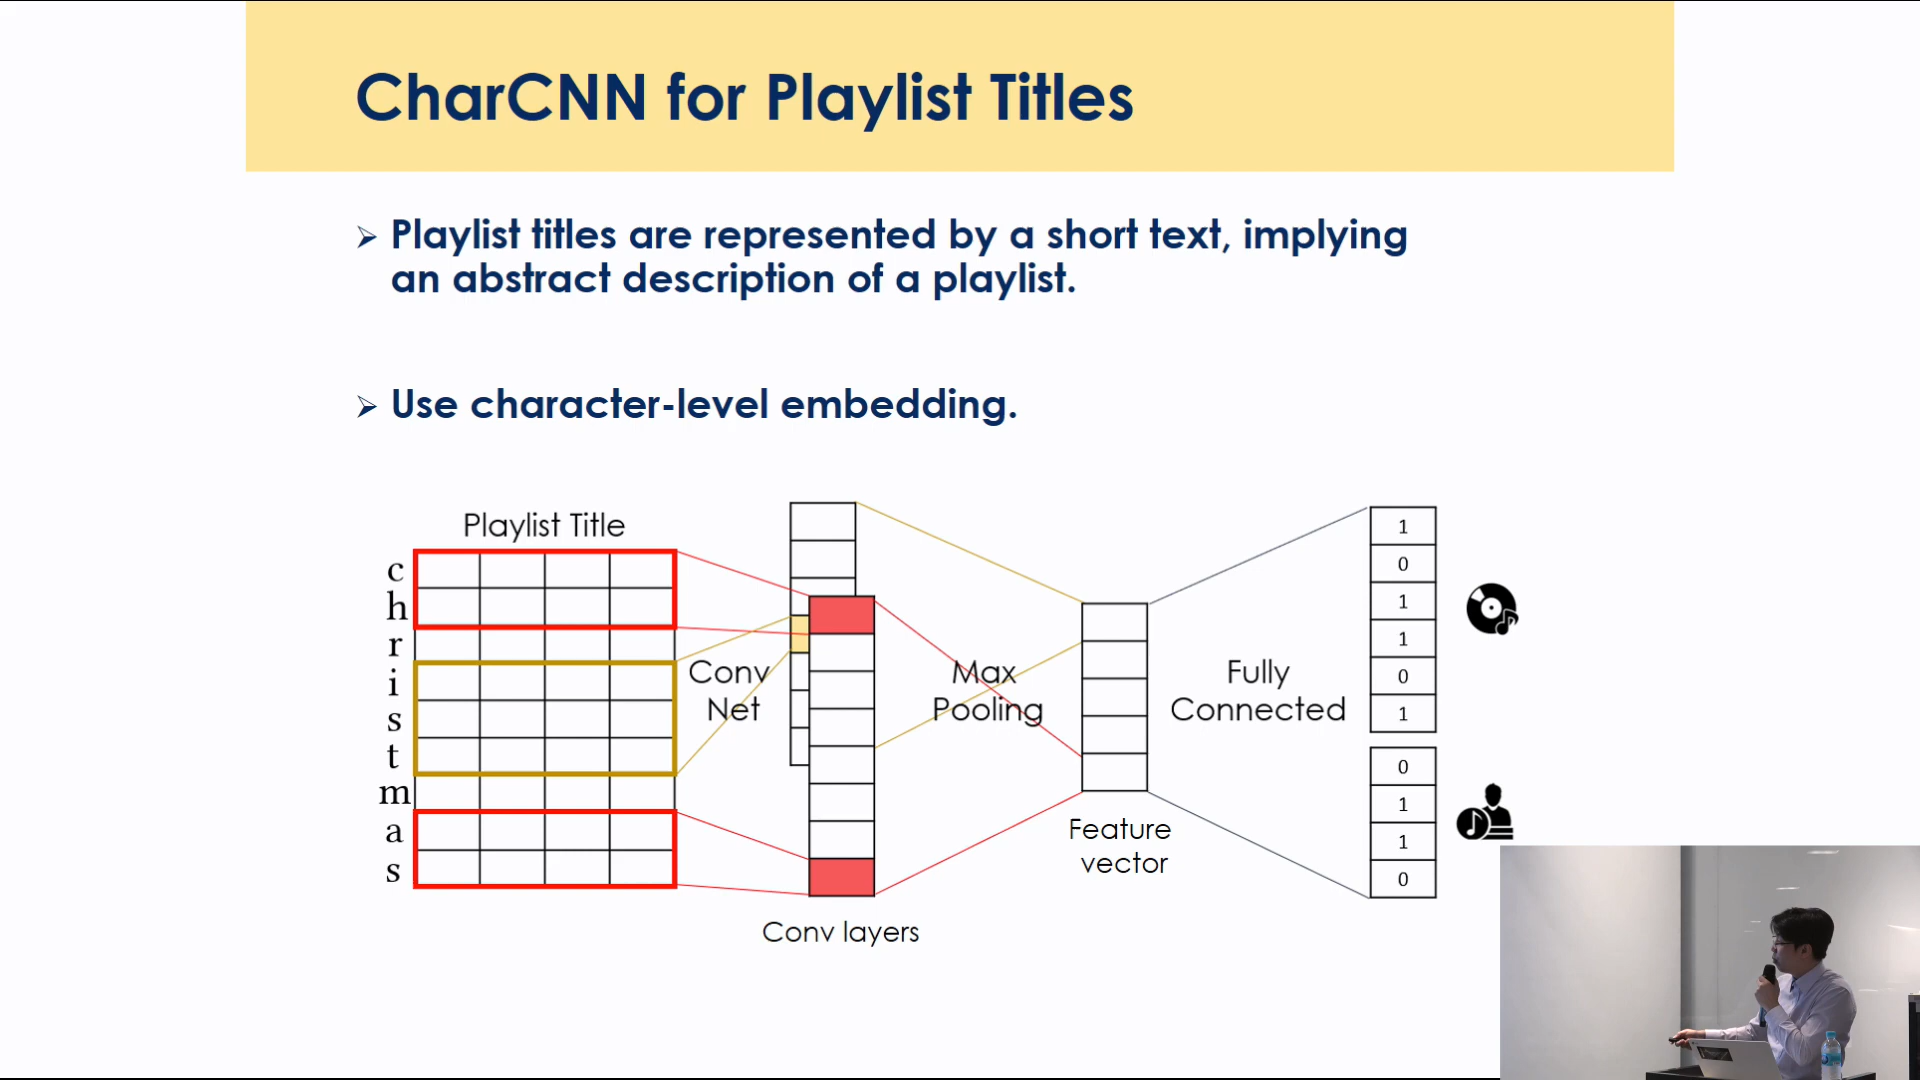 CharCNN for Playlist Titles
Playlist titles are represented by a short text, implying
an abstract description of a playlist.
Use character-level embedding.
Playlist Title
c
h
r
i
s
t
m
a
s
Conv
Net
Conv layers
Max
Pooling
Feature
vector
Fully
Connected
1
0
1
1
0
1
0
1
1
0